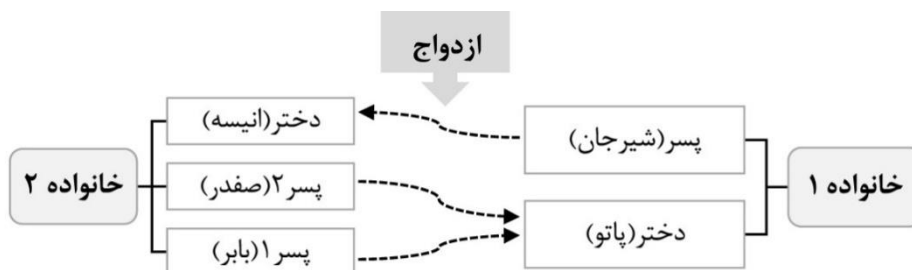 ازدواج
خانواده ۱
پسر(شیرجان)
دختر(پاتو)
دختر(انیسه)
پسر۲(صفدر)
پسر۱(بابر)
خانواده ۲